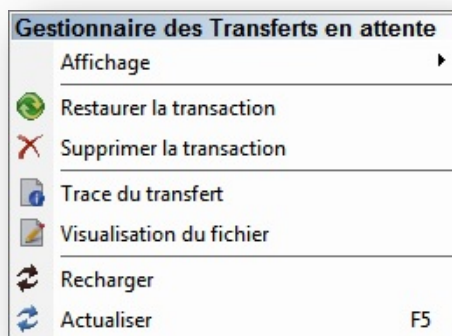 Gestionnaire des Transferts en attente
Affichage
Restaurer la transaction
Supprimer la transaction
Trace du transfert
Visualisation du fichier
Recharger
Actualiser F5